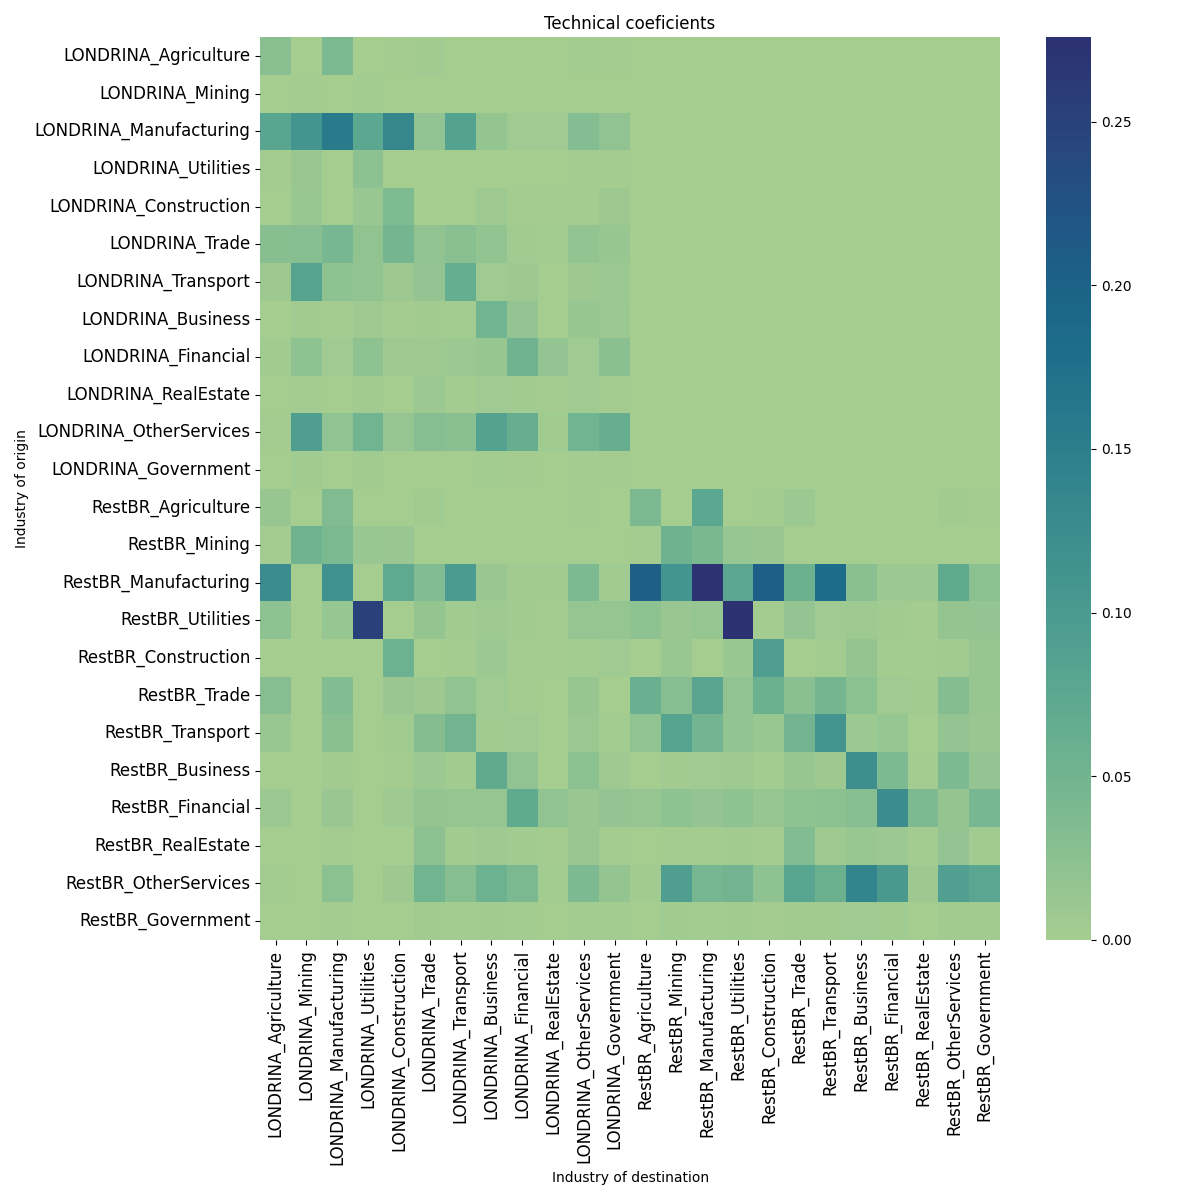 Technical coeficients
LONDRINA_Agriculture
LONDRINA_Mining
LONDRINA_Manufacturing
LONDRINA_Utilities
LONDRINA_Construction
LONDRINA_Trade
LONDRINA_Transport
LONDRINA_Business
LONDRINA_Financial
LONDRINA_RealEstate
LONDRINA_OtherServices
LONDRINA_Government
RestBR_Agriculture
RestBR_Mining
RestBR_Manufacturing
RestBR_Utilities
RestBR_Construction
RestBR_Trade
RestBR_Transport
RestBR_Business
RestBR_Financial
RestBR_RealEstate
RestBR_OtherServices
RestBR_Government
Industry of origin
LONDRINA_Agriculture
LONDRINA_Mining
LONDRINA_Manufacturing
LONDRINA_Utilities
LONDRINA_Construction
LONDRINA_Trade
LONDRINA_Transport
LONDRINA_Business
LONDRINA_Financial
LONDRINA_RealEstate
LONDRINA_OtherServices
LONDRINA_Government
RestBR_Agriculture
RestBR_Mining
RestBR_Manufacturing
RestBR_Utilities
RestBR_Construction
RestBR_Trade
RestBR_Transport
RestBR_Business
RestBR_Financial
RestBR_RealEstate
RestBR_OtherServices
RestBR_Government
Industry of destination
0.25
0.20
0.15
0.10
0.05
0.00